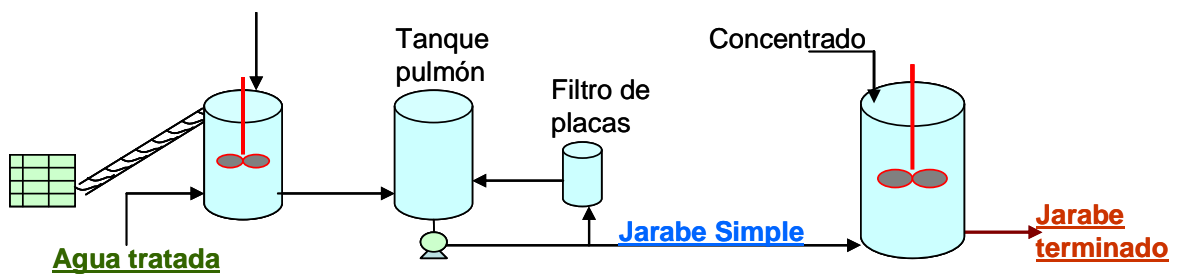 Tanque
pulmón
Concentrado
Filtro de
placas
Agua tratada
Jarabe Simple
Jarabe
terminado